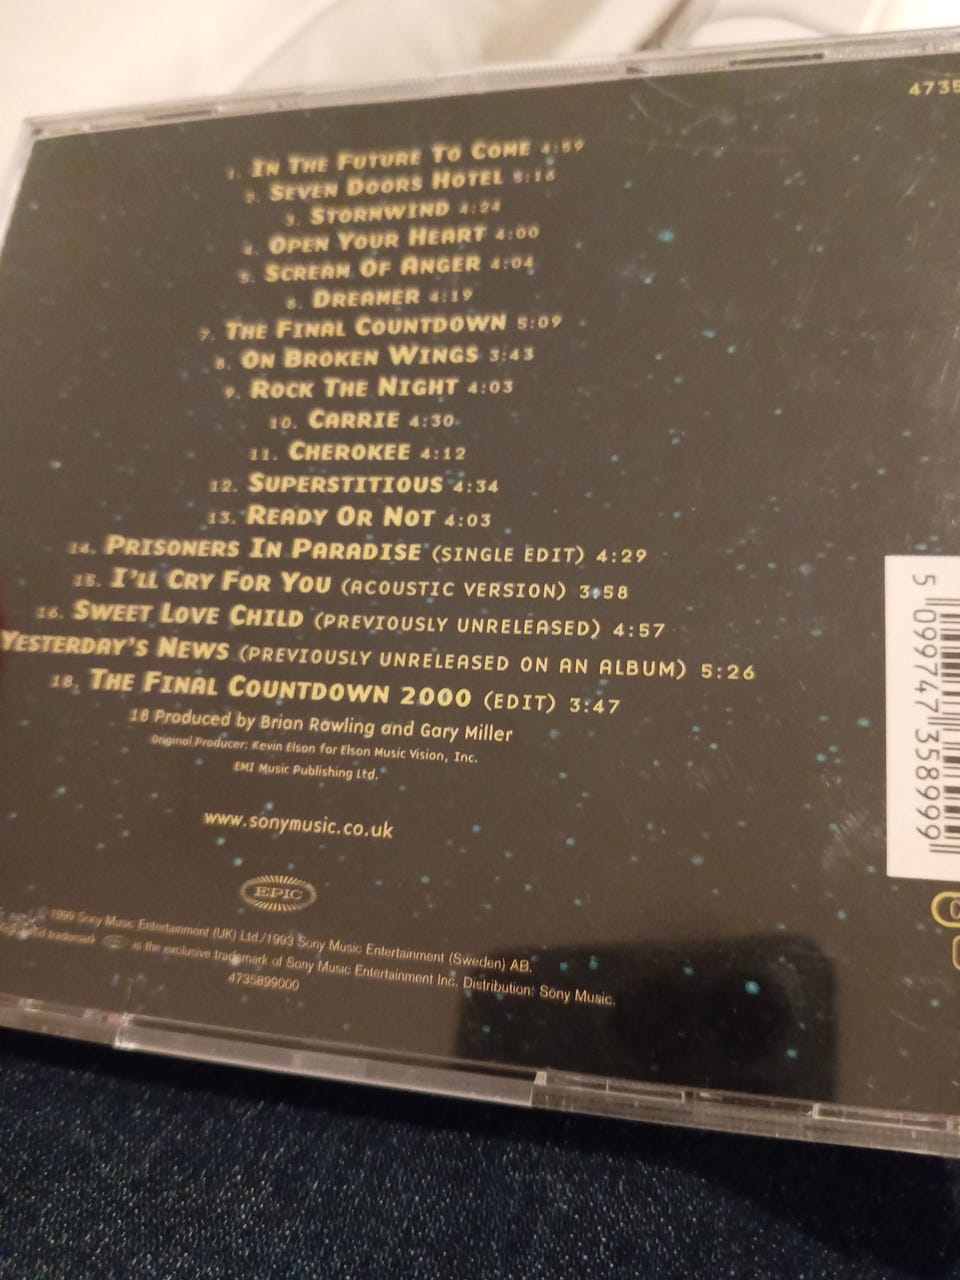 4735
1. In The Future To Come 4:59
2. Seven Doors Hotel 5:16
3. Stormwind 4:24
4. Open Your Heart 4:00
5. Scream Of Anger 4:04
6. Dreamer 4:19
7. The Final Countdown 5:09
8. On Broken Wings 3:43
9. Rock The Night 4:03
10. Carrie 4:30
11. Cherokee 4:12
12. Superstitious 4:34
13. Ready Or Not 4:03
14. Prisoners In Paradise (single edit) 4:29
15. I'll Cry For You (acoustic version) 3:58
16. Sweet Love Child (previously unreleased) 4:57
Yesterday's News (previously unreleased on an album) 5:26
18. The Final Countdown 2000 (edit) 3:47
18 Produced by Brian Rawling and Gary Miller
Original Producer: Kevin Elson for Elson Music Vision, Inc.
EMI Music Publishing Ltd.
www.sonymusic.co.uk
EPIC
1999 Sony Music Entertainment (UK) Ltd./1993 Sony Music Entertainment (Sweden) AB.
trademark is the exclusive trademark of Sony Music Entertainment Inc. Distribution: Sony Music.
4735899000
5 099747 358999